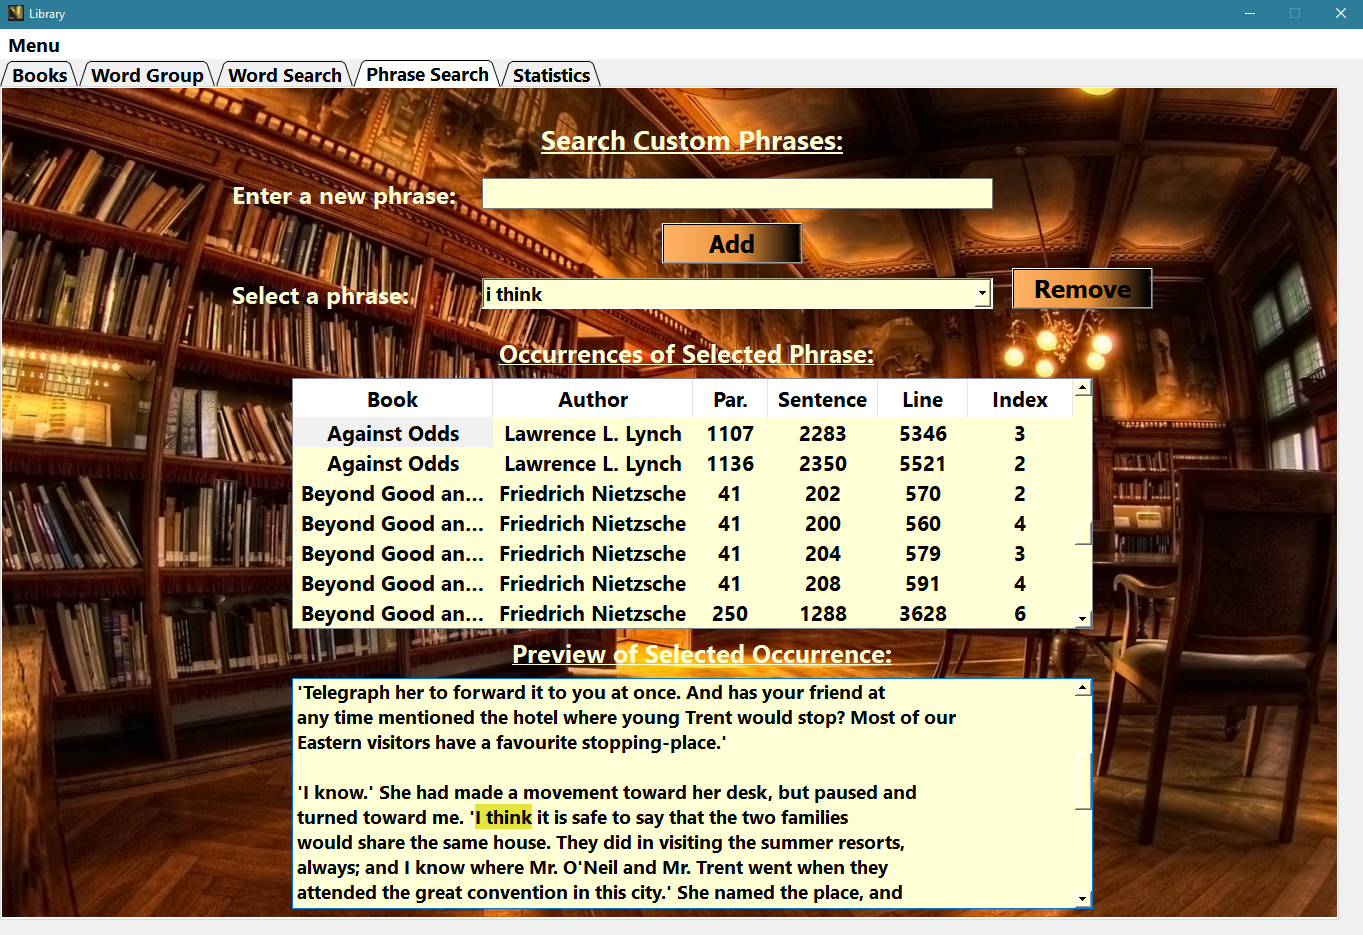 Library
Menu
Books Word Group Word Search Phrase Search Statistics
Search Custom Phrases:
Enter a new phrase:
Add
Select a phrase: i think Remove
Occurrences of Selected Phrase:
Book Author Par. Sentence Line Index
Against Odds Lawrence L. Lynch 1107 2283 5346 3
Against Odds Lawrence L. Lynch 1136 2350 5521 2
Beyond Good an... Friedrich Nietzsche 41 202 570 2
Beyond Good an... Friedrich Nietzsche 41 200 560 4
Beyond Good an... Friedrich Nietzsche 41 204 579 3
Beyond Good an... Friedrich Nietzsche 41 208 591 4
Beyond Good an... Friedrich Nietzsche 250 1288 3628 6
Preview of Selected Occurrence:
'Telegraph her to forward it to you at once. And has your friend at
any time mentioned the hotel where young Trent would stop? Most of our
Eastern visitors have a favourite stopping-place.'
'I know.' She had made a movement toward her desk, but paused and
turned toward me. 'I think it is safe to say that the two families
would share the same house. They did in visiting the summer resorts,
always; and I know where Mr. O'Neil and Mr. Trent went when they
attended the great convention in this city.' She named the place, and